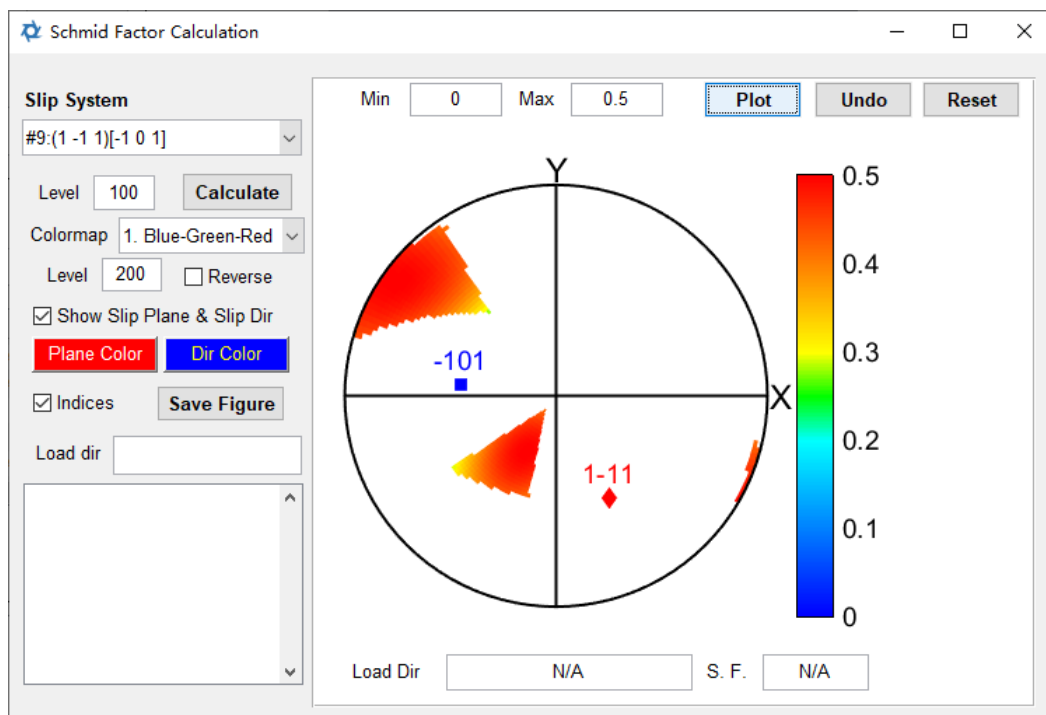 Schmid Factor Calculation
Slip System
#9:(1 -1 1)[-1 0 1]
Level 100 Calculate
Colormap 1. Blue-Green-Red
Level 200 Reverse
Show Slip Plane & Slip Dir
Plane Color Dir Color
Indices Save Figure
Load dir
Min 0 Max 0.5 Plot Undo Reset
Y
X
-101
1-11
0.5
0.4
0.3
0.2
0.1
0
Load Dir N/A S. F. N/A